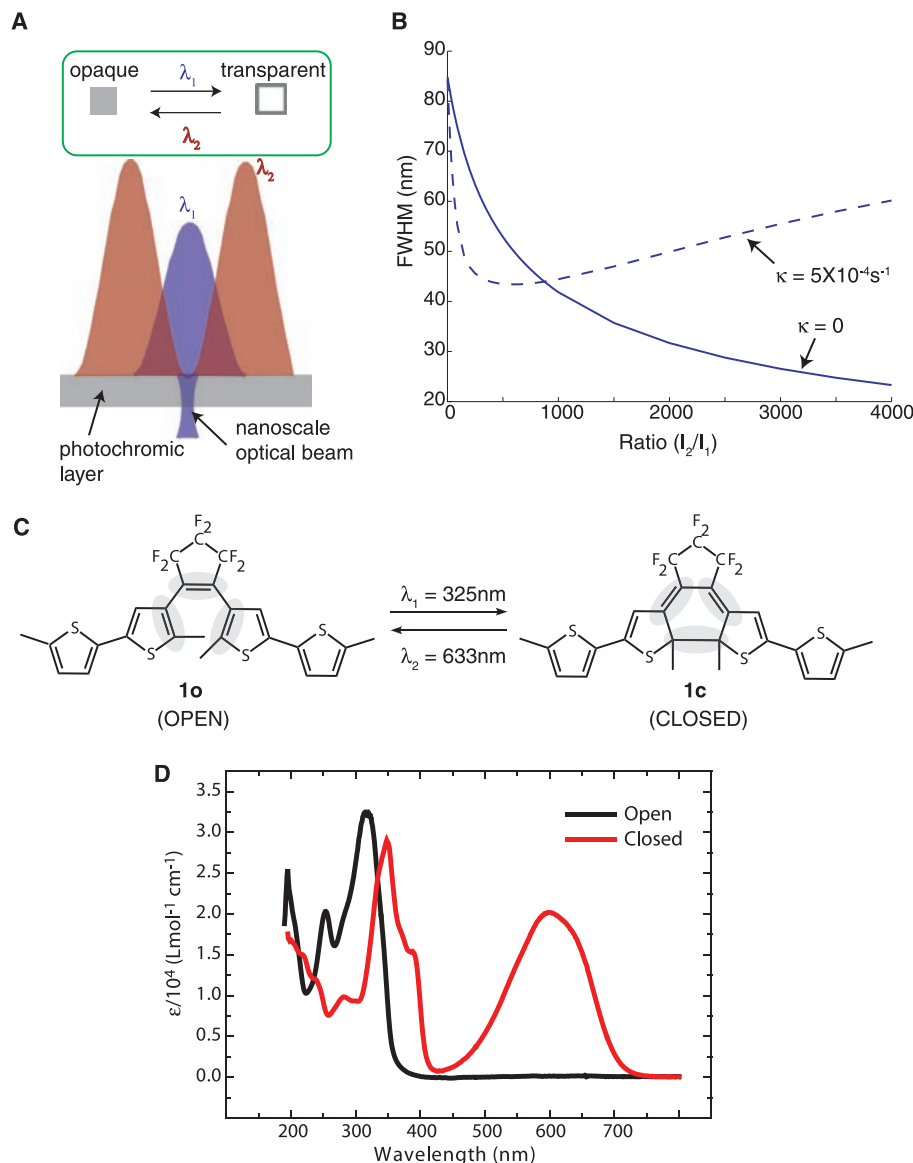 A
opaque
λ1
transparent
λ2
λ2
λ1
photochromic
layer
nanoscale
optical beam
B
90
80
70
60
50
40
30
20
FWHM (nm)
0
1000
2000
3000
4000
Ratio (I2/I1)
κ = 5X10-4s-1
κ = 0
C
F2
C
F2C
CF2
S
S
S
S
1o
(OPEN)
λ1 = 325nm
λ2 = 633nm
F2
C
F2C
CF2
S
S
S
S
1c
(CLOSED)
D
3.5
3.0
2.5
2.0
1.5
1.0
0.5
0.0
ε/10^4 (Lmol-1 cm-1)
Open
Closed
200
300
400
500
600
700
Wavelength (nm)